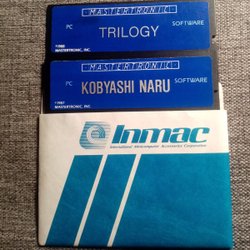 MASTERTRONIC
PC SOFTWARE
TRILOGY
©1988
MASTERTRONIC, INC.
MASTERTRONIC
PC SOFTWARE
KOBYASHI NARU
©1987
MASTERTRONIC, INC.
Inmac
International Minicomputer Accessories Corporation